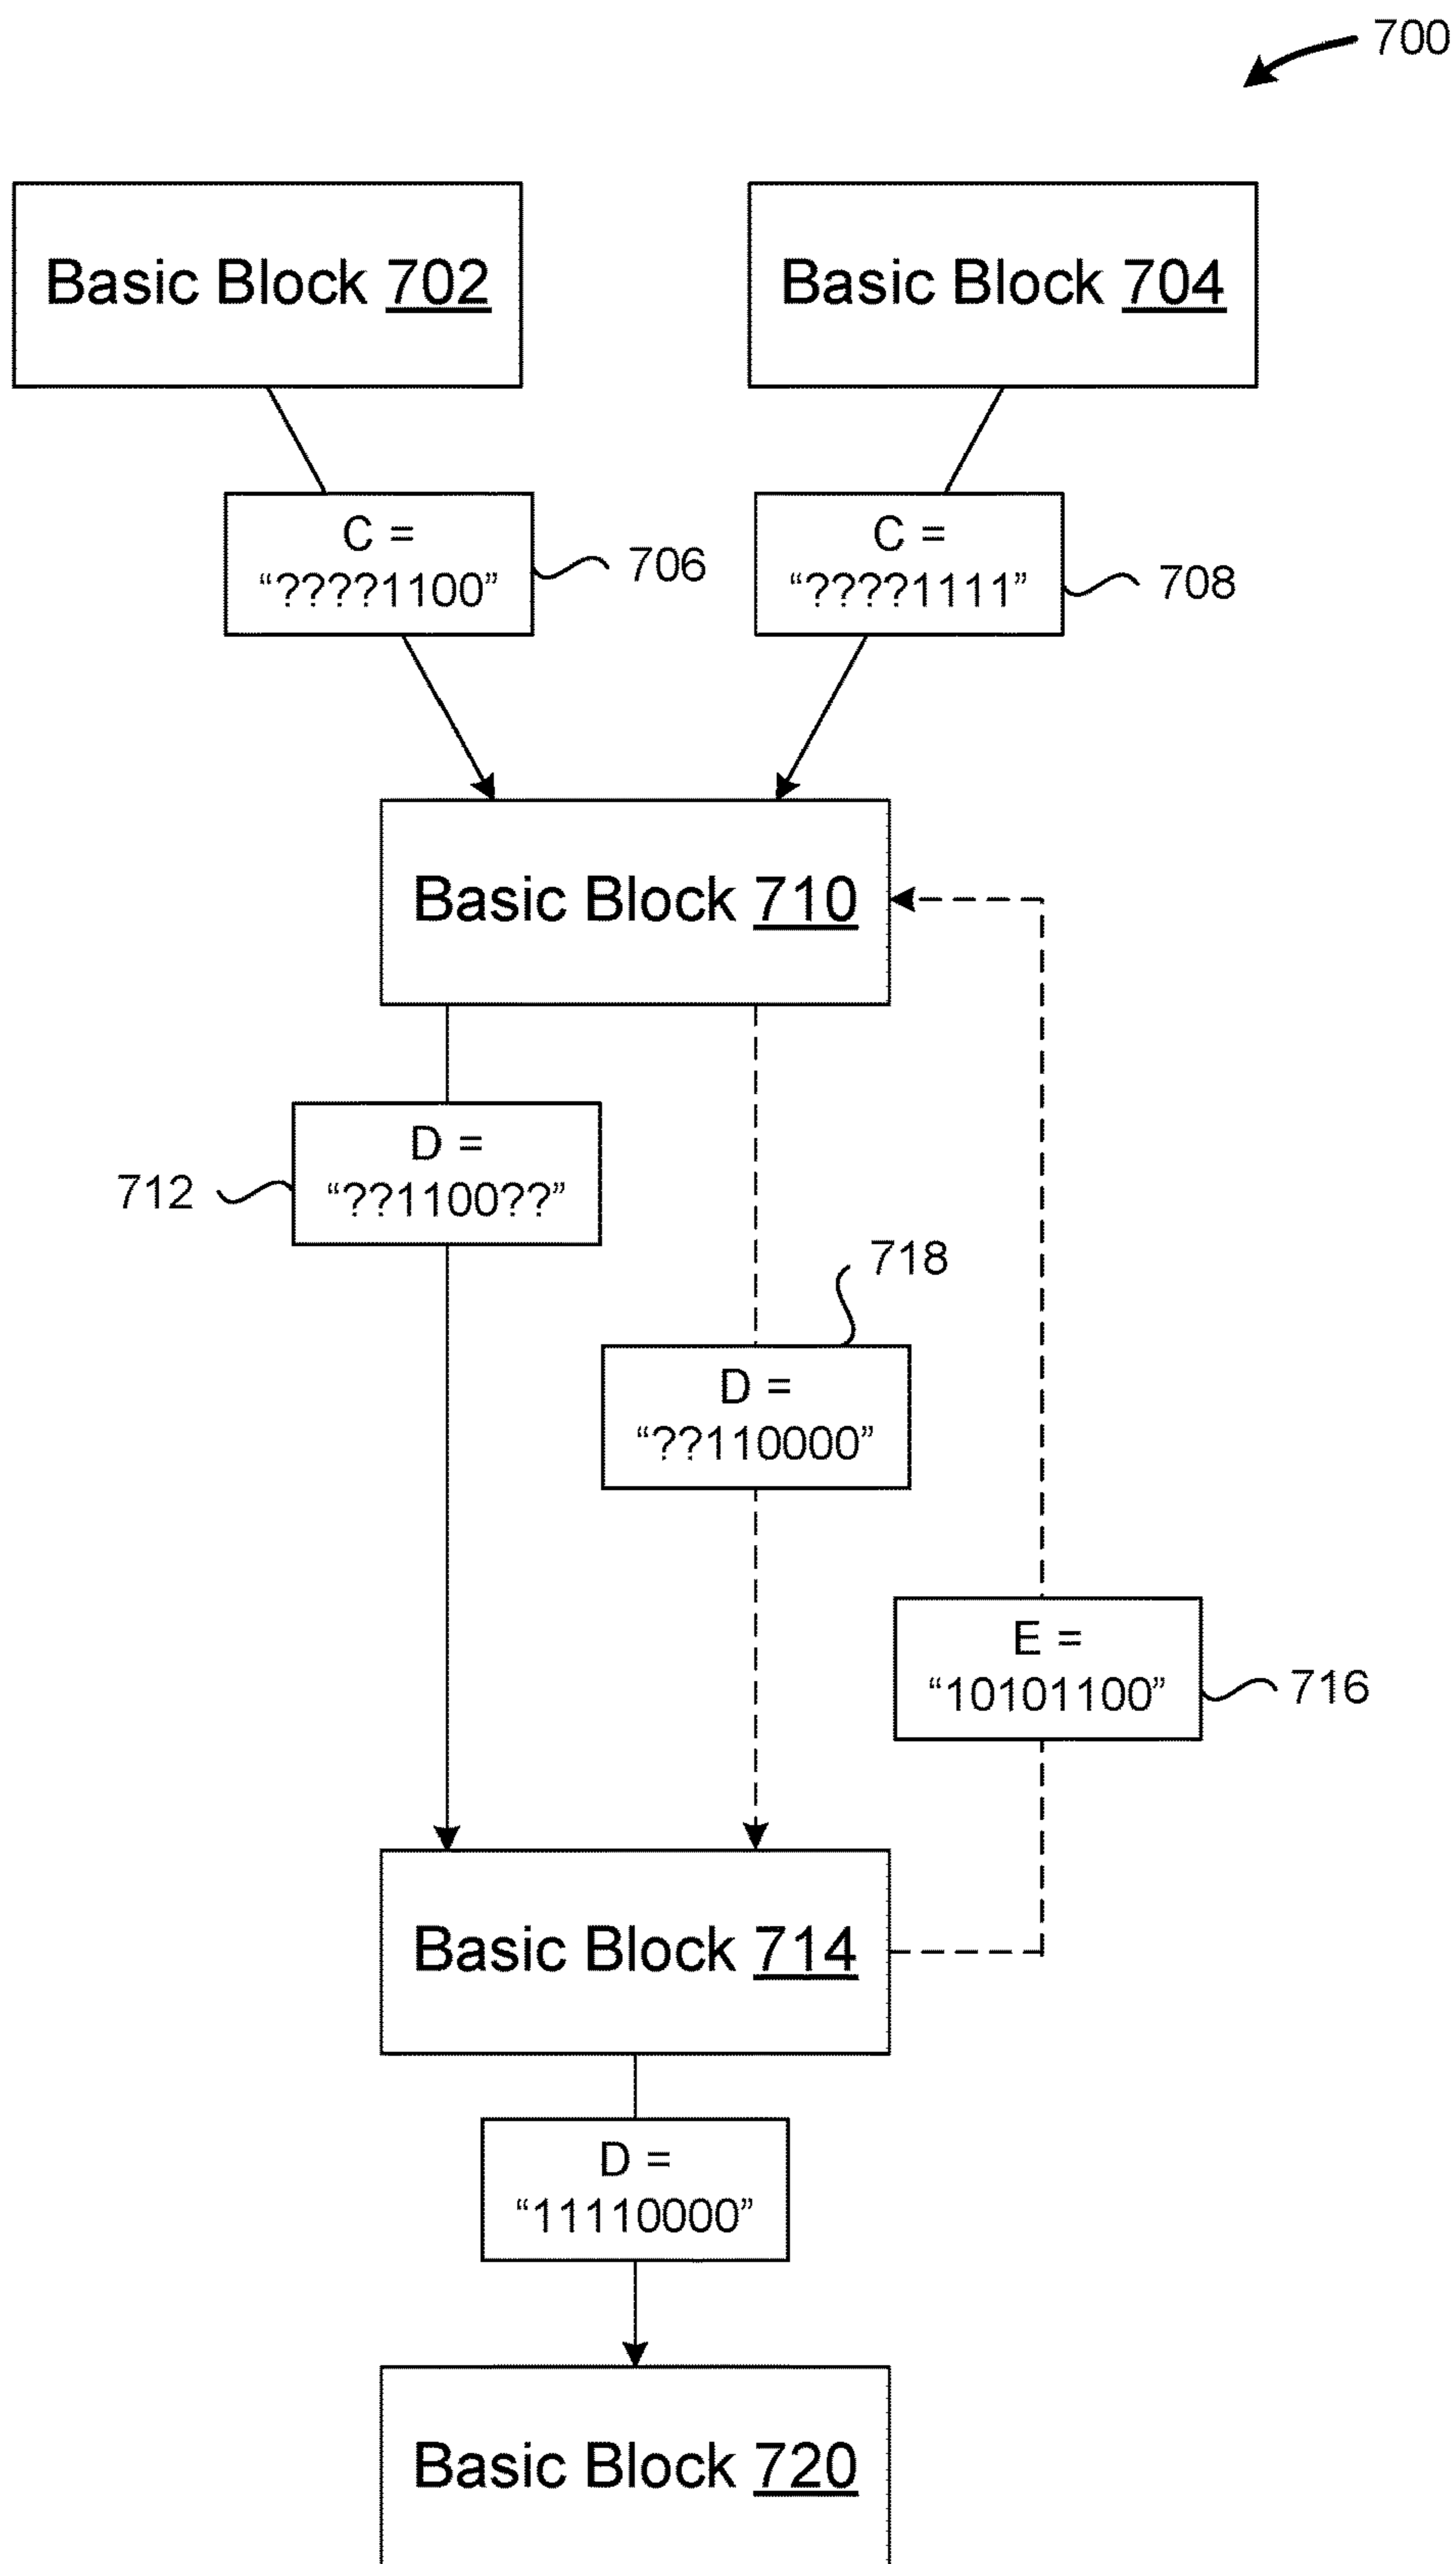 700
Basic Block 702
Basic Block 704
C =
“????1100”
706
C =
“????1111”
708
Basic Block 710
D =
“??1100??”
712
718
D =
“??110000”
E =
“10101100”
716
Basic Block 714
D =
“11110000”
Basic Block 720